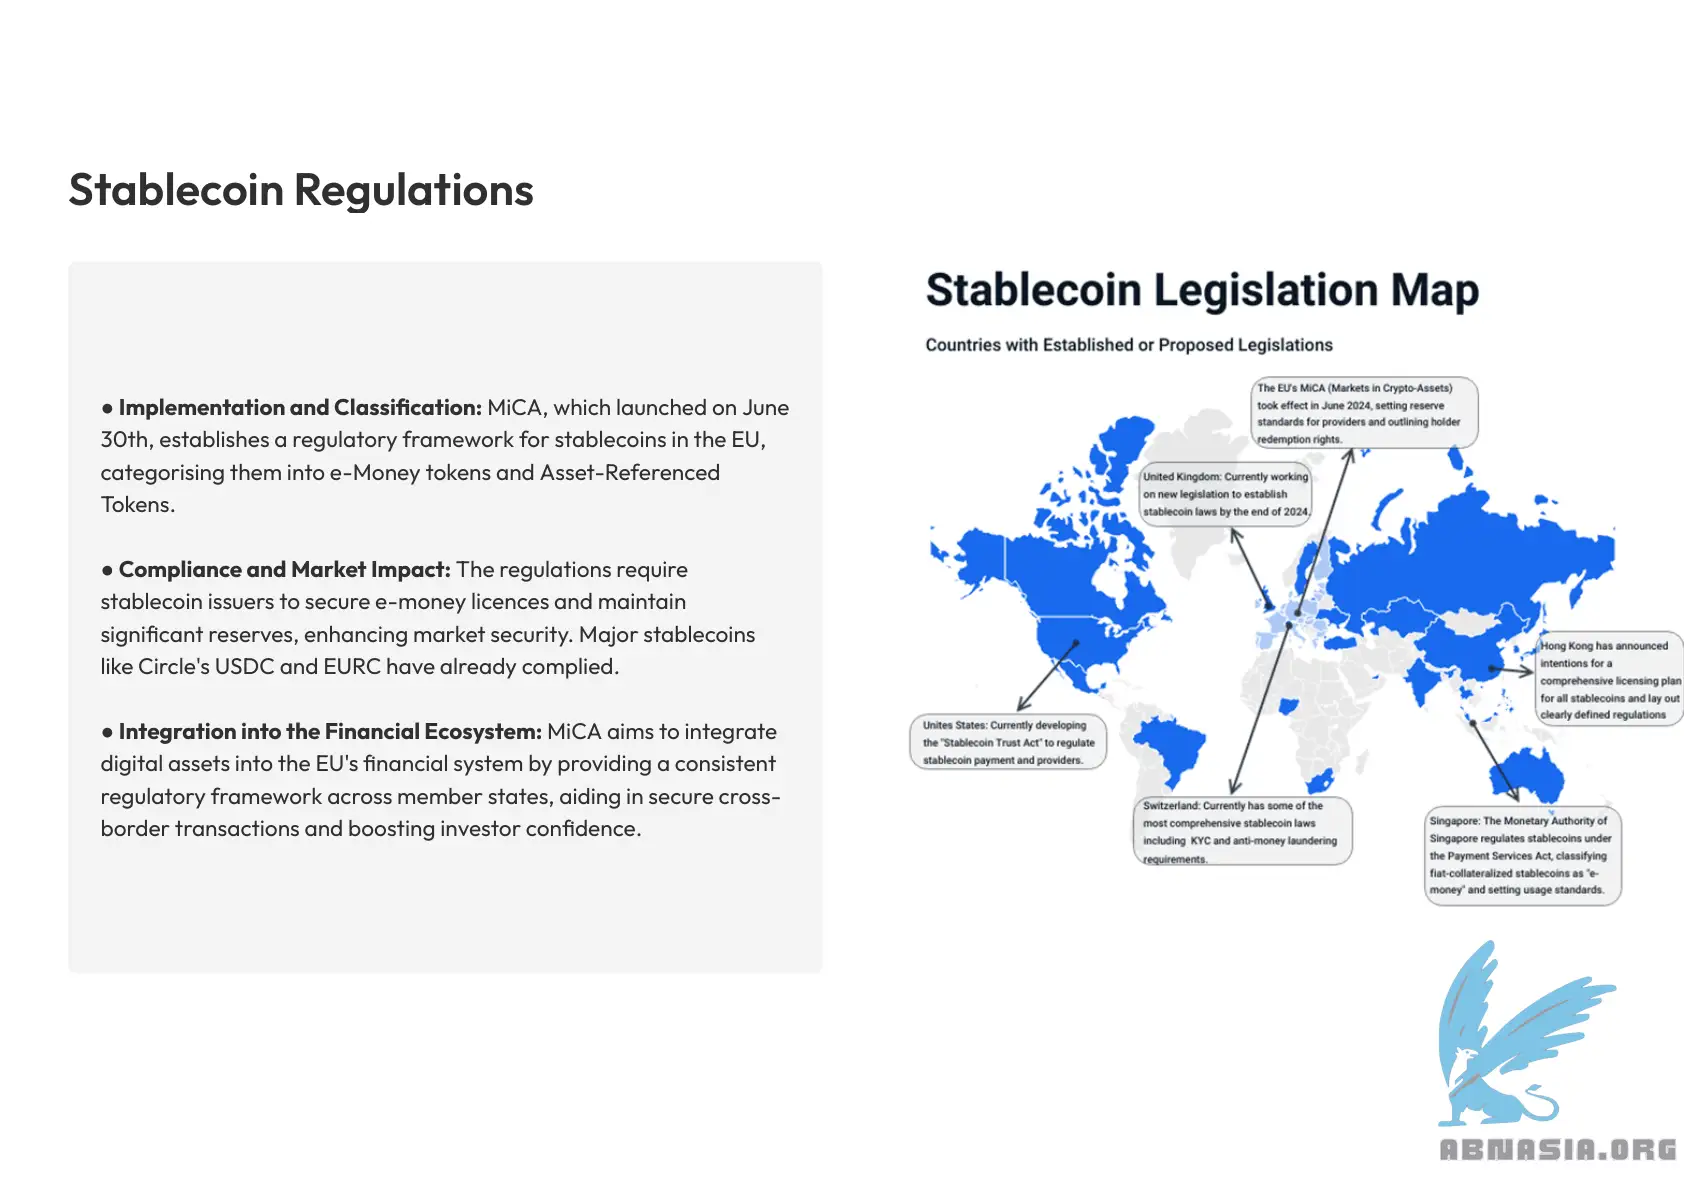 Stablecoin Regulations
● Implementation and Classification: MiCA, which launched on June
30th, establishes a regulatory framework for stablecoins in the EU,
categorising them into e-Money tokens and Asset-Referenced
Tokens.
● Compliance and Market Impact: The regulations require
stablecoin issuers to secure e-money licences and maintain
significant reserves, enhancing market security. Major stablecoins
like Circle's USDC and EURC have already complied.
● Integration into the Financial Ecosystem: MiCA aims to integrate
digital assets into the EU's financial system by providing a consistent
regulatory framework across member states, aiding in secure cross-
border transactions and boosting investor confidence.
Stablecoin Legislation Map
Countries with Established or Proposed Legislations
The EU's MiCA (Markets in Crypto-Assets)
took effect in June 2024, setting reserve
standards for providers and outlining holder
redemption rights.
United Kingdom: Currently working
on new legislation to establish
stablecoin laws by the end of 2024.
Hong Kong has announced
intentions for a
comprehensive licensing plan
for all stablecoins and lay out
clearly defined regulations
Unites States: Currently developing
the "Stablecoin Trust Act" to regulate
stablecoin payment and providers.
Switzerland: Currently has some of the
most comprehensive stablecoin laws
including KYC and anti-money laundering
requirements.
Singapore: The Monetary Authority of
Singapore regulates stablecoins under
the Payment Services Act, classifying
fiat-collateralized stablecoins as "e-
money" and setting usage standards.
ABNASIA.ORG